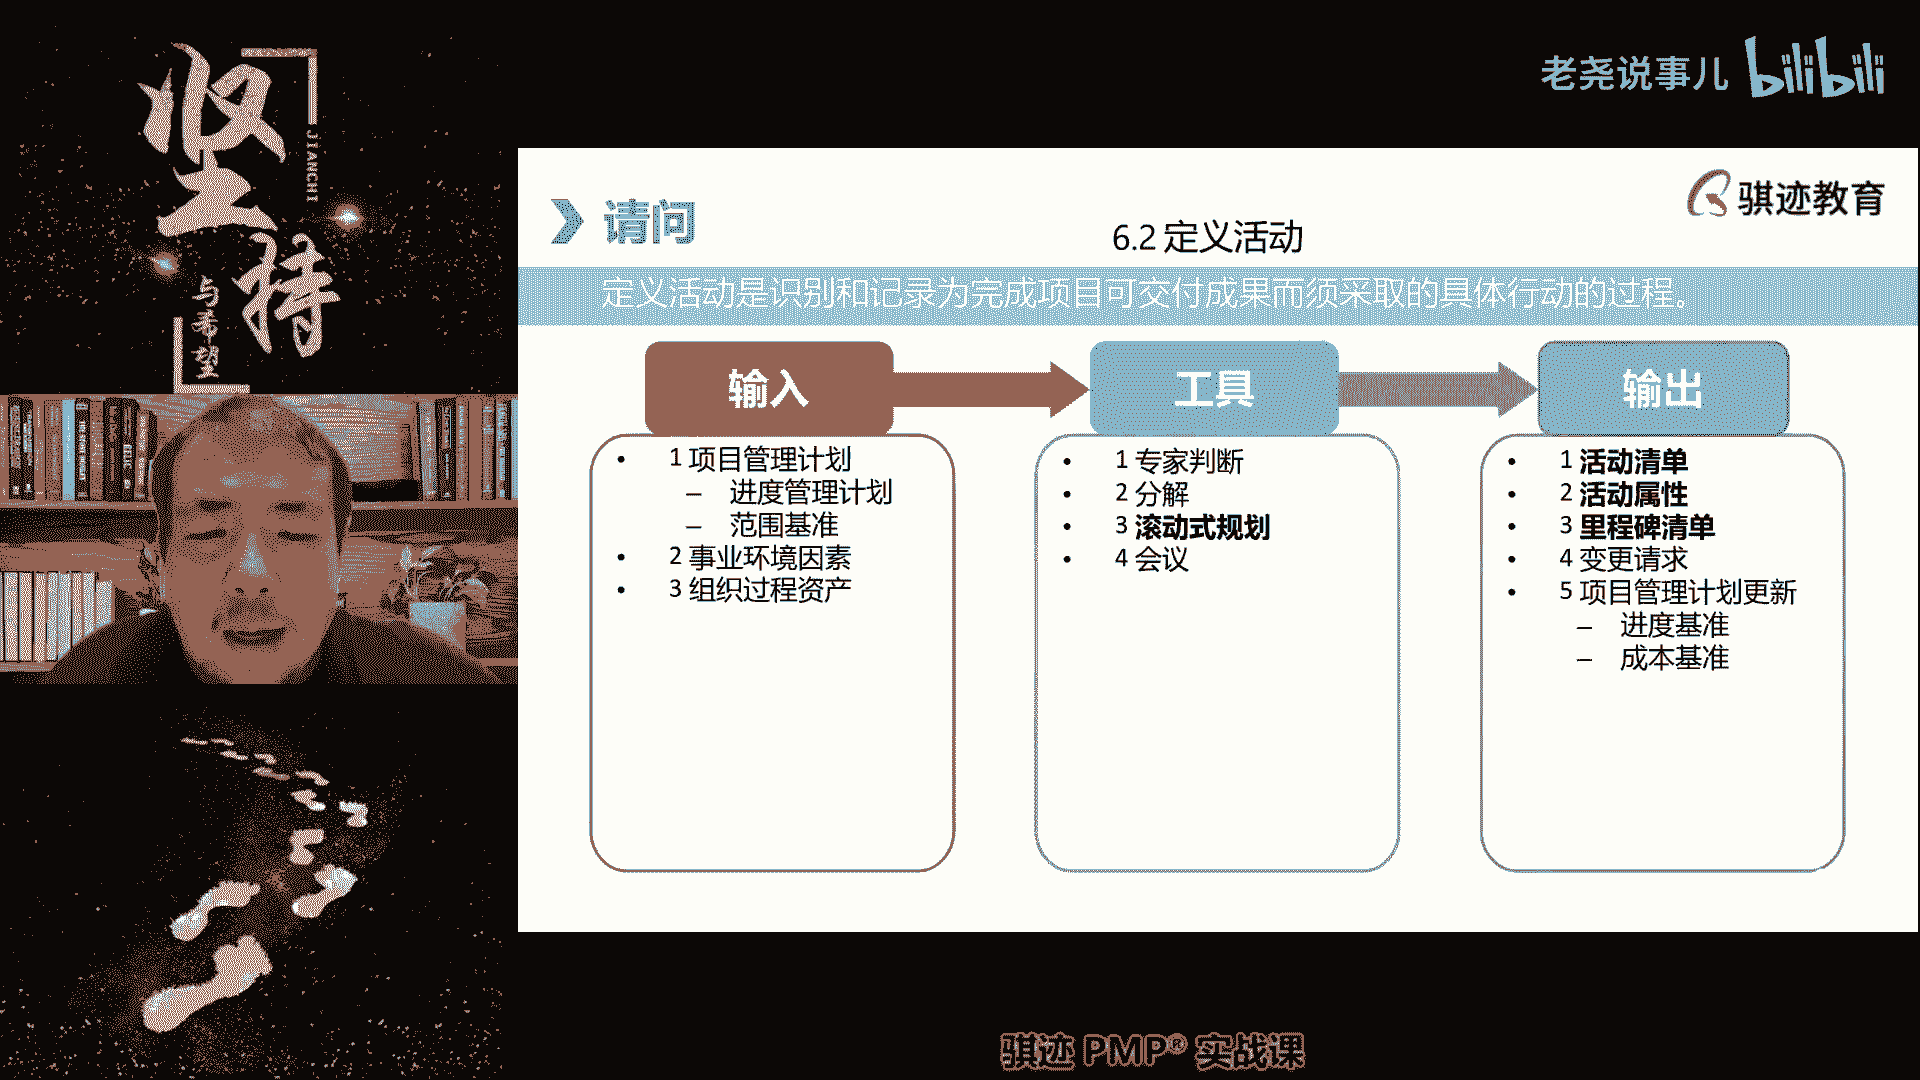 坚持
JIANCHI
与希望
老尧说事儿 bilibili
请问
6.2 定义活动
骐迹教育
定义活动是识别和记录为完成项目可交付成果而须采取的具体行动的过程。
输入
• 1 项目管理计划
– 进度管理计划
– 范围基准
• 2 事业环境因素
• 3 组织过程资产
工具
• 1 专家判断
• 2 分解
• 3 滚动式规划
• 4 会议
输出
• 1 活动清单
• 2 活动属性
• 3 里程碑清单
• 4 变更请求
• 5 项目管理计划更新
– 进度基准
– 成本基准
骐迹 PMP® 实战课